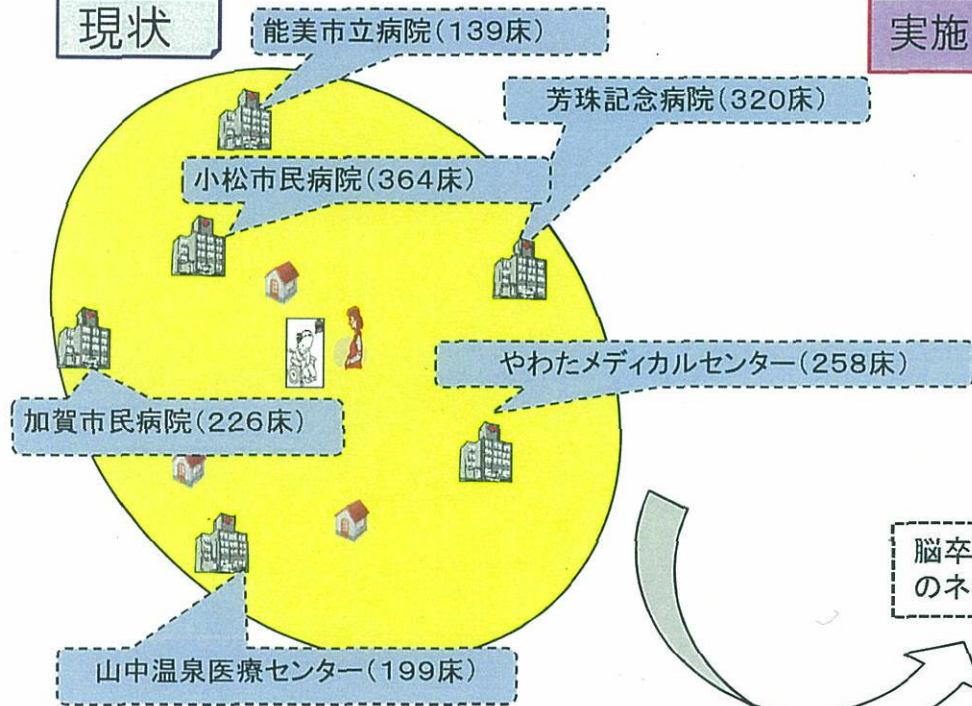 現状
能美市立病院(139床)
実施
芳珠記念病院(320床)
小松市民病院(364床)
やわたメディカルセンター(258床)
加賀市民病院(226床)
脳卒
のネ
山中温泉医療センター(199床)